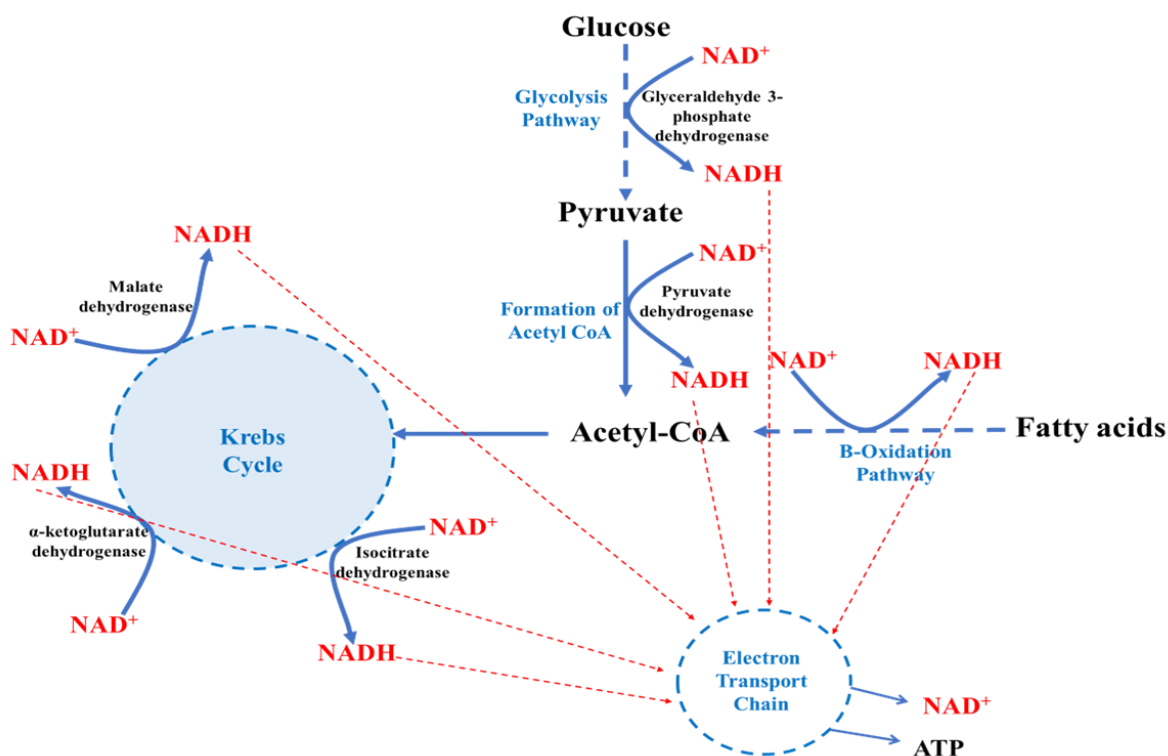 Glucose
NAD⁺
Glycolysis
Pathway
Glyceraldehyde 3-
phosphate
dehydrogenase
NADH
Pyruvate
NAD⁺
Formation of
Acetyl CoA
Pyruvate
dehydrogenase
NADH
NADH
Malate
dehydrogenase
NAD⁺
NAD⁺
NADH
Krebs
Cycle
Acetyl-CoA
Fatty acids
B-Oxidation
Pathway
NADH
α-ketoglutarate
dehydrogenase
NAD⁺
NAD⁺
Isocitrate
dehydrogenase
NADH
Electron
Transport
Chain
NAD⁺
ATP